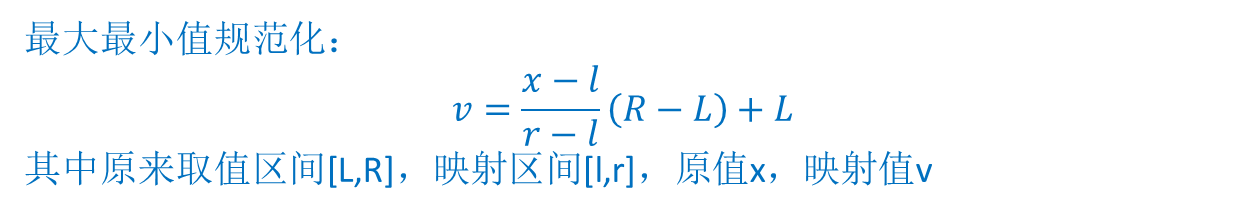 最大最小值规范化：
v = \frac{x - l}{r - l}(R - L) + L
其中原来取值区间[L,R]，映射区间[l,r]，原值x，映射值v